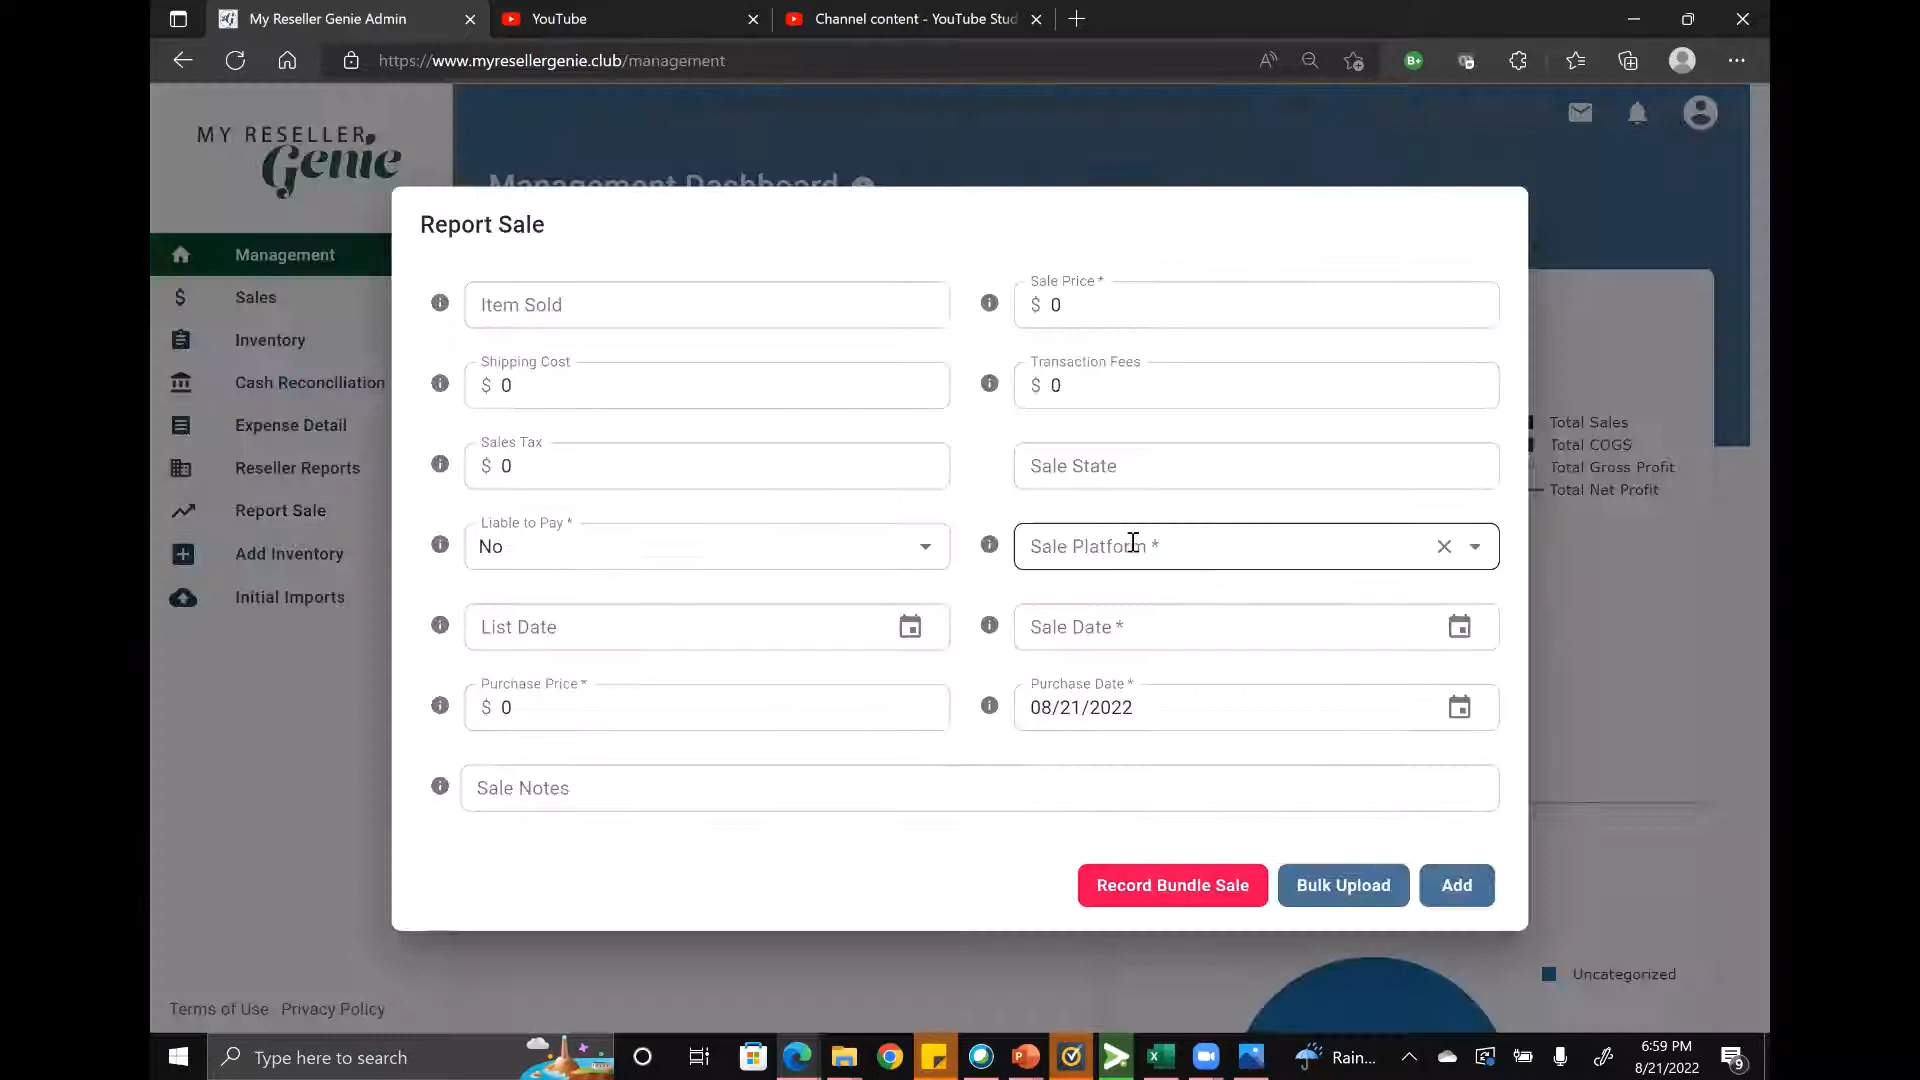 My Reseller Genie Admin
YouTube
Channel content - YouTube Stud
https://www.myresellergenie.club/management
B+
MY RESELLER
Genie
Management Dashboard
Report Sale
Management
Sales
Inventory
Cash Reconciliation
Expense Detail
Reseller Reports
Report Sale
Add Inventory
Initial Imports
Item Sold
Sale Price *
$ 0
Shipping Cost
$ 0
Transaction Fees
$ 0
Sales Tax
$ 0
Sale State
Liable to Pay *
No
Sale Platform *
List Date
Sale Date *
Purchase Price *
$ 0
Purchase Date *
08/21/2022
Sale Notes
Record Bundle Sale
Bulk Upload
Add
Total Sales
Total COGS
Total Gross Profit
Total Net Profit
Uncategorized
Terms of Use Privacy Policy
Type here to search
Rain...
6:59 PM
8/21/2022
9